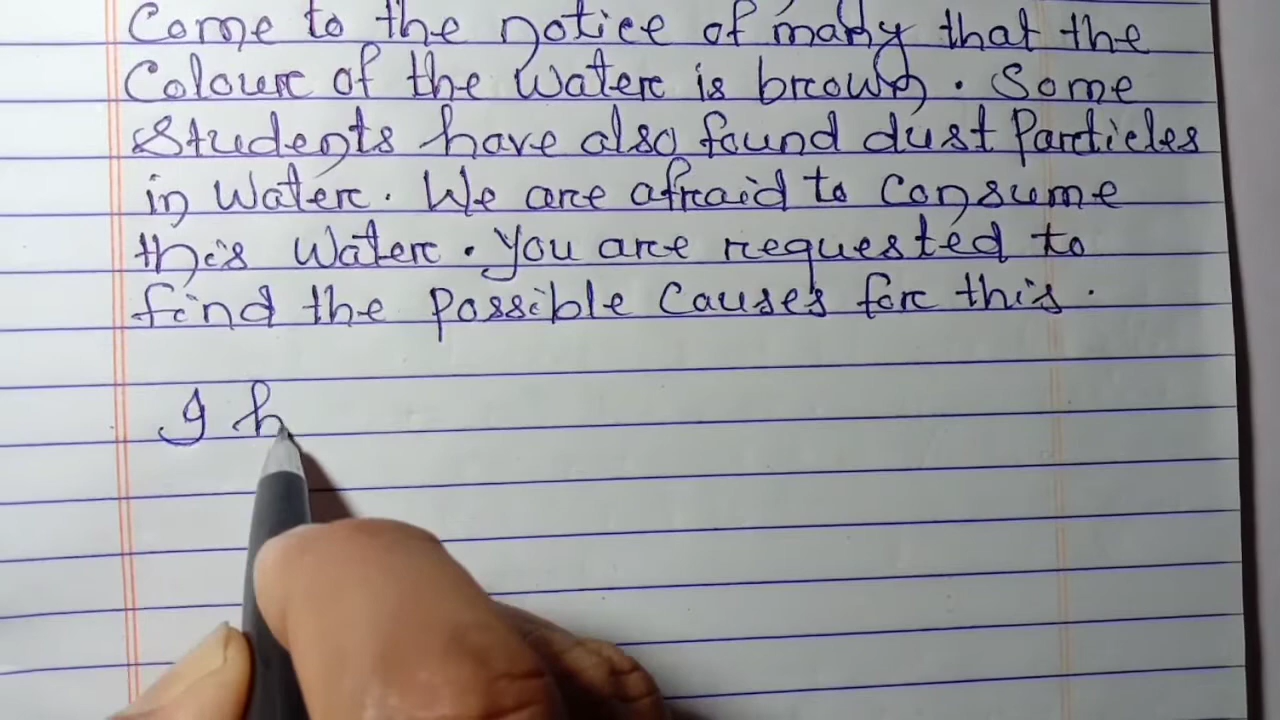 Come to the notice of many that the
Colour of the water is brown. Some
Students have also found dust Particles
in Water. We are afraid to Consume
this Water. You are requested to
find the Possible Causes for this.
I h